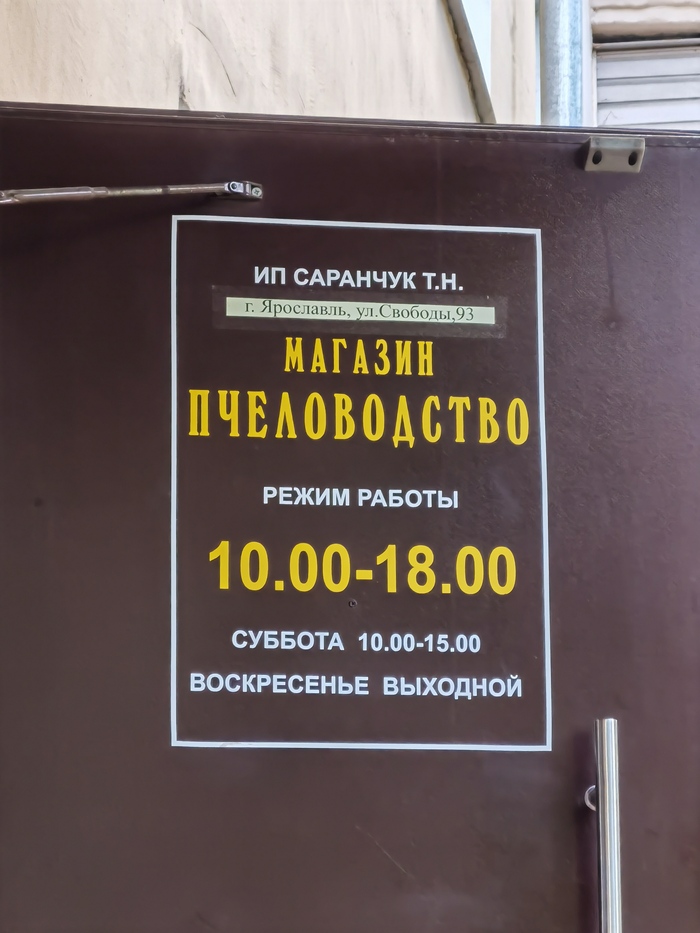 ИП САРАНЧУК Т.Н.
г. Ярославль, ул.Свободы,93
МАГАЗИН
ПЧЕЛОВОДСТВО
РЕЖИМ РАБОТЫ
10.00-18.00
СУББОТА 10.00-15.00
ВОСКРЕСЕНЬЕ ВЫХОДНОЙ